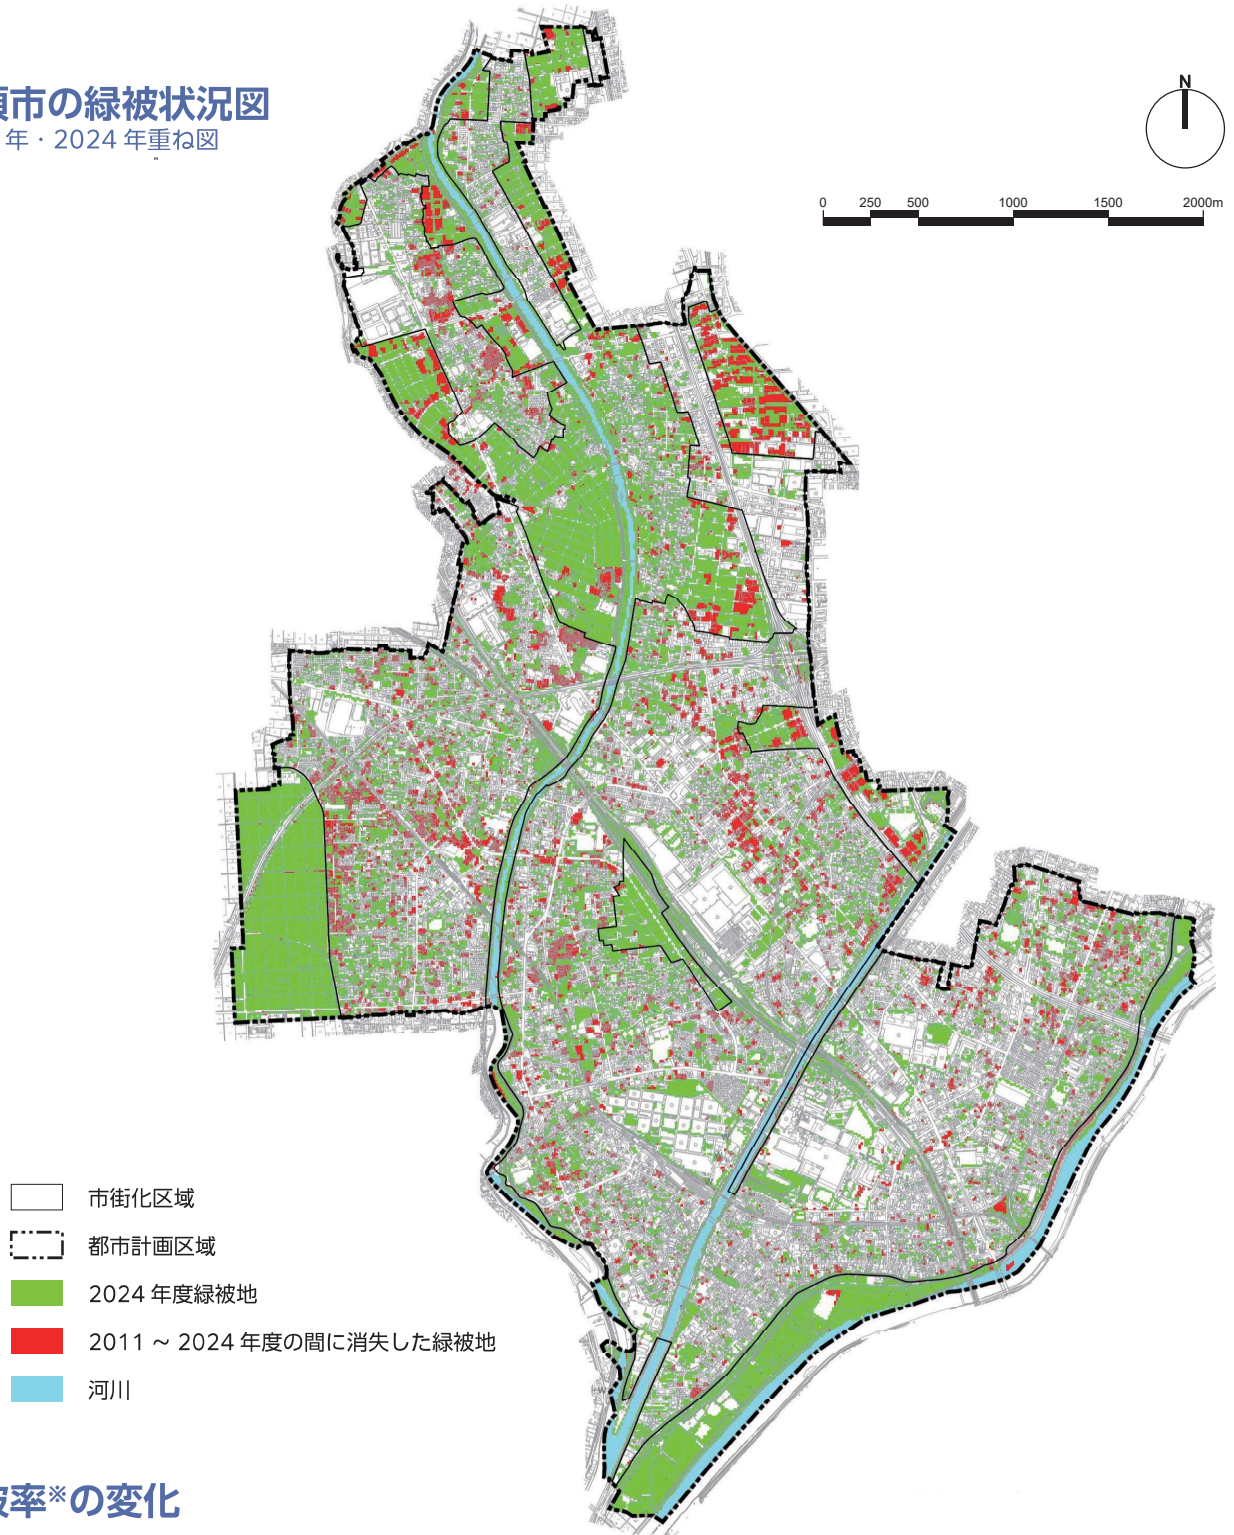 市の緑被状況図
年・2024 年重ね図
N
0 250 500 1000 1500 2000m
市街化区域
都市計画区域
2024 年度緑被地
2011 ～ 2024 年度の間に消失した緑被地
河川
率※の変化